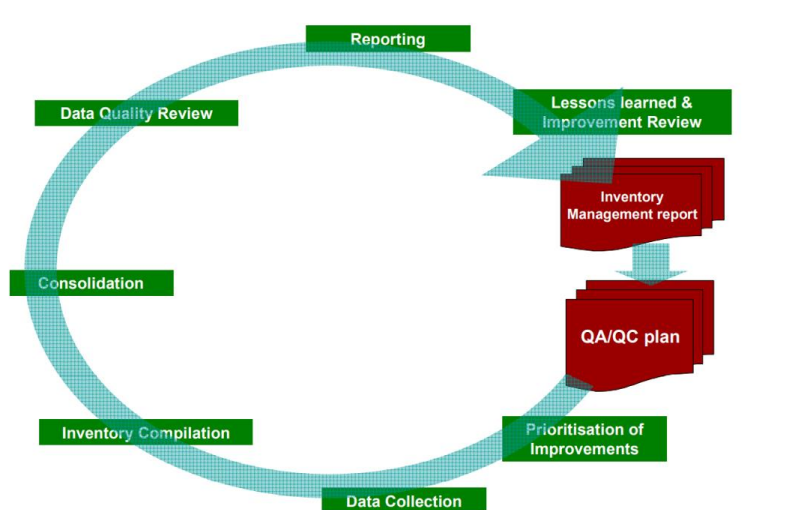 Reporting
Data Quality Review
Lessons learned &
Improvement Review
Inventory
Management report
Consolidation
QA/QC plan
Inventory Compilation
Prioritisation of
Improvements
Data Collection